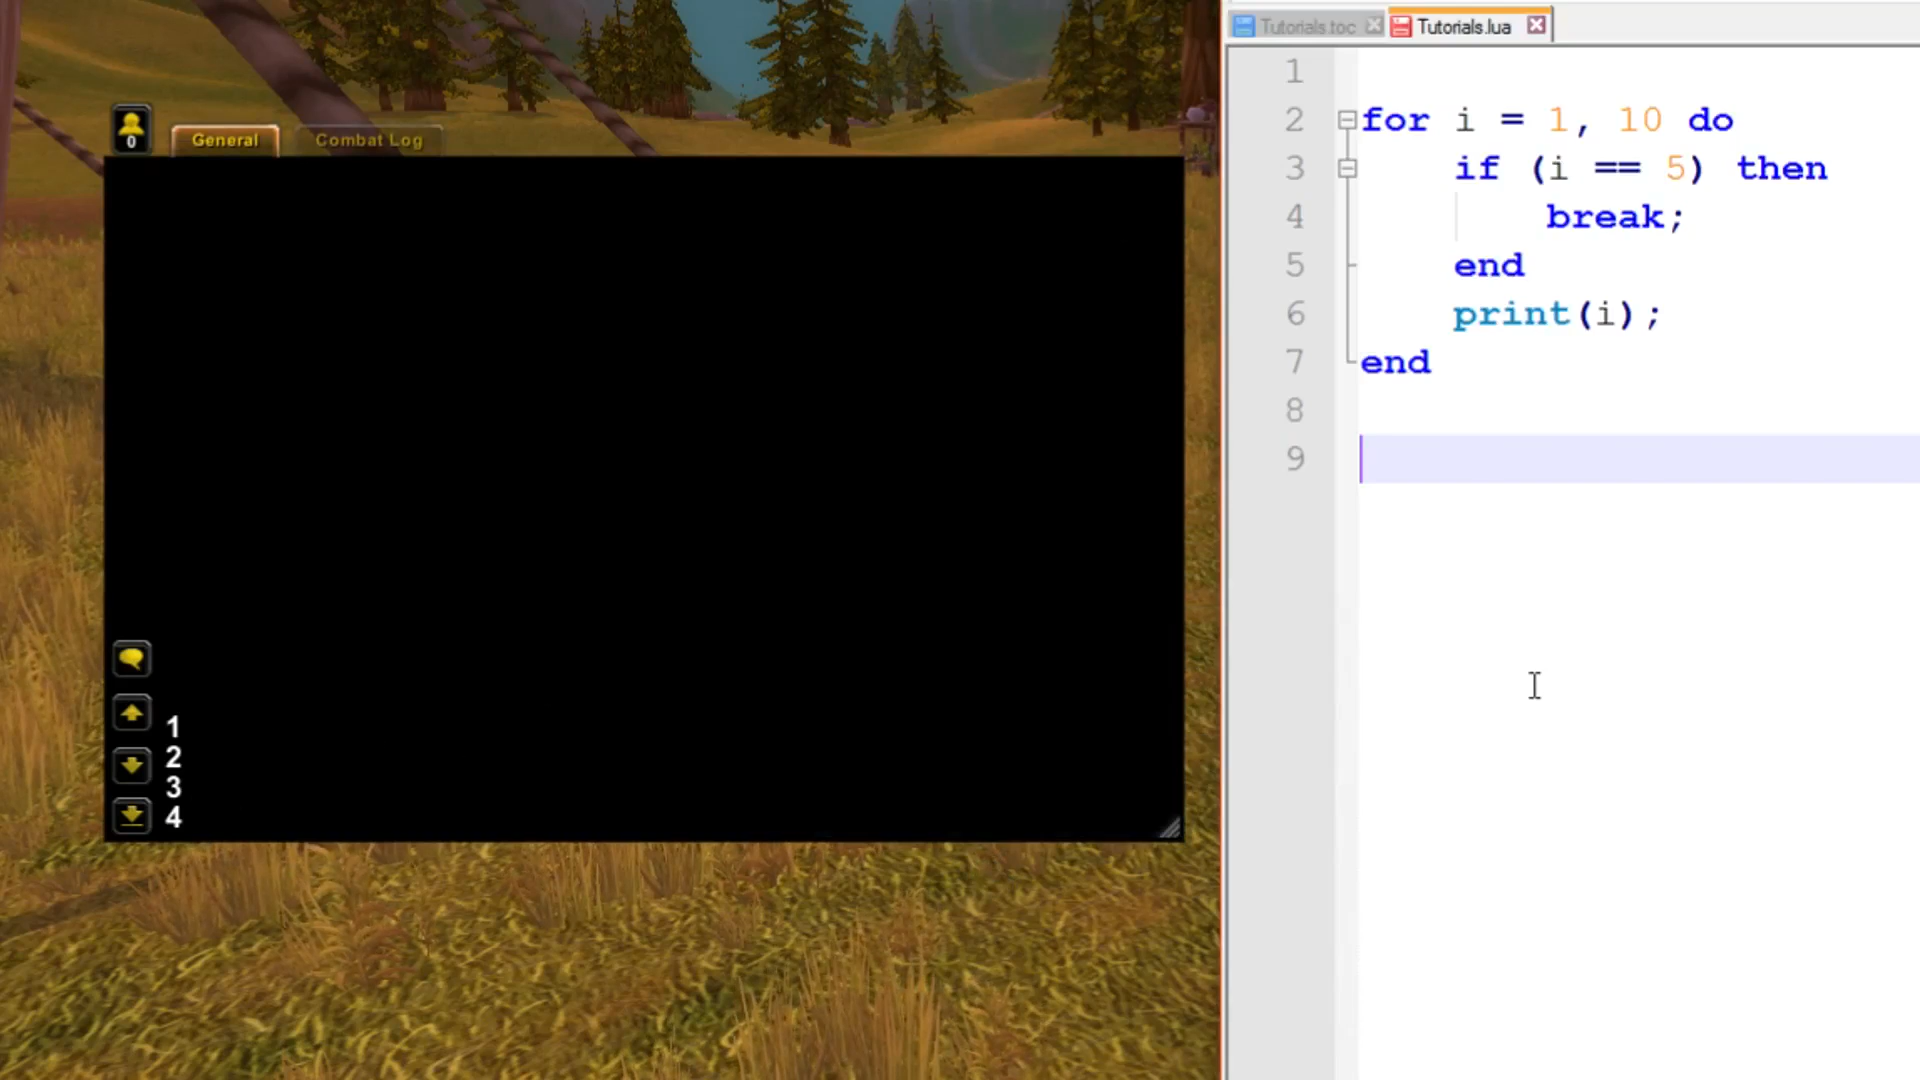 0
General
Combat Log
1
2
3
4
Tutorials.toc
Tutorials.lua
1
2 for i = 1, 10 do
3 if (i == 5) then
4 break;
5 end
6 print(i);
7 end
8
9